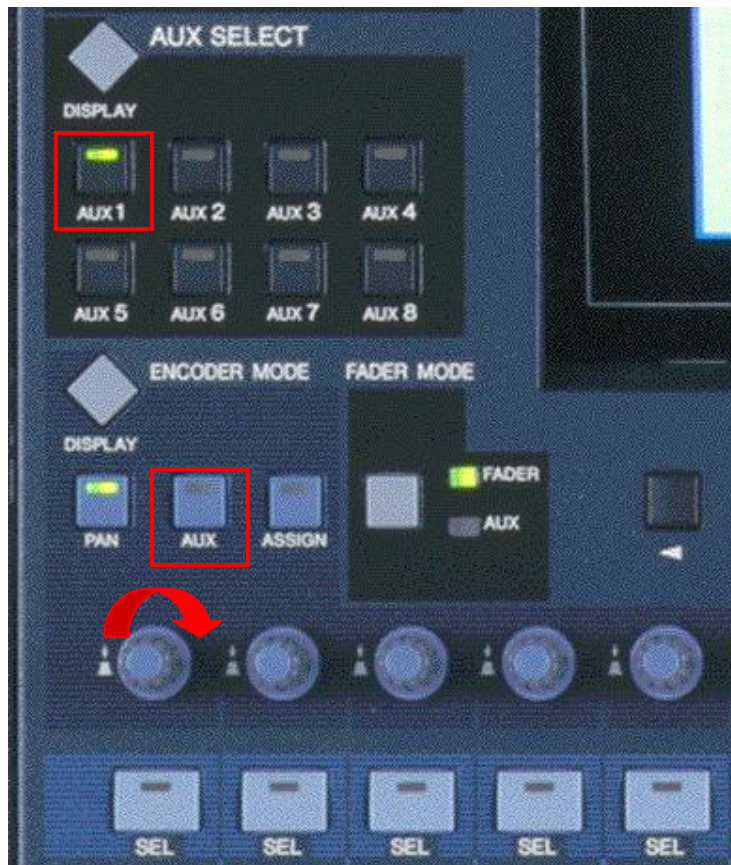 AUX SELECT
DISPLAY
AUX 1 AUX 2 AUX 3 AUX 4
AUX 5 AUX 6 AUX 7 AUX 8
ENCODER MODE FADER MODE
DISPLAY
FADER
AUX
PAN AUX ASSIGN
SEL SEL SEL SEL SEL